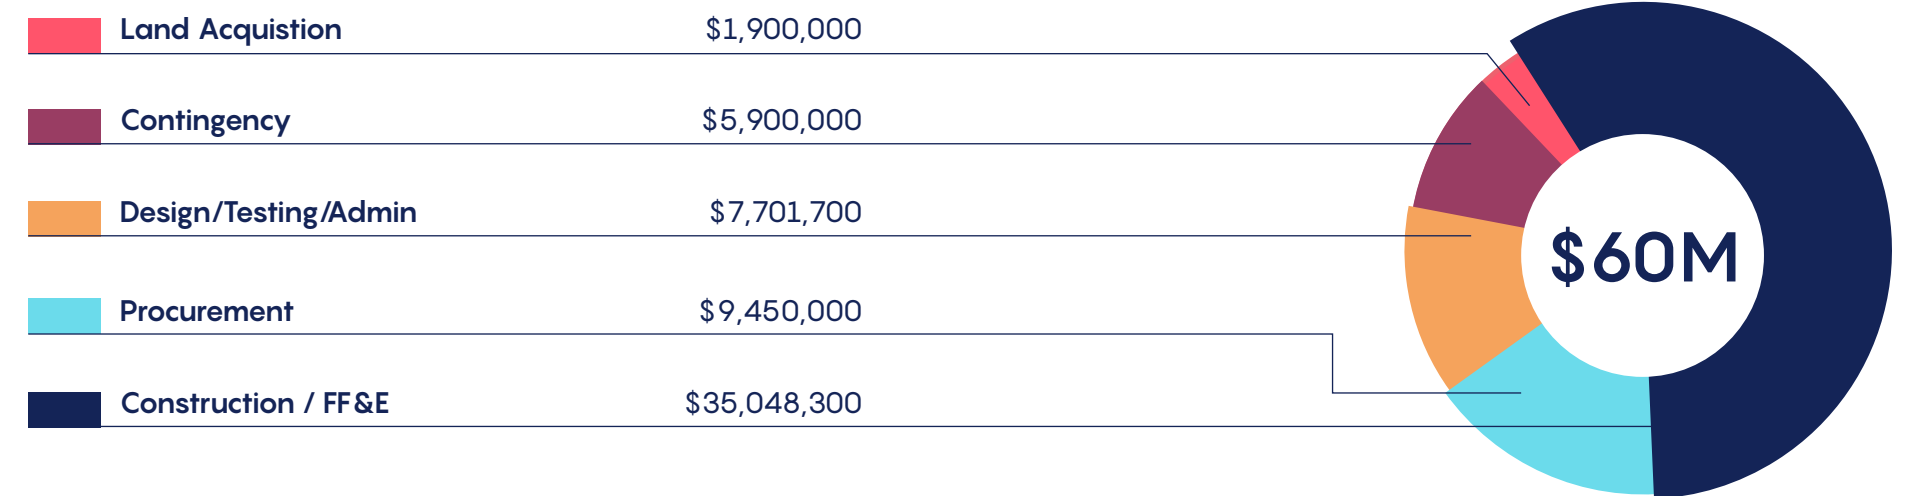 Land Acquistion $1,900,000
Contingency $5,900,000
Design/Testing/Admin $7,701,700
Procurement $9,450,000
Construction / FF&E $35,048,300
$60M